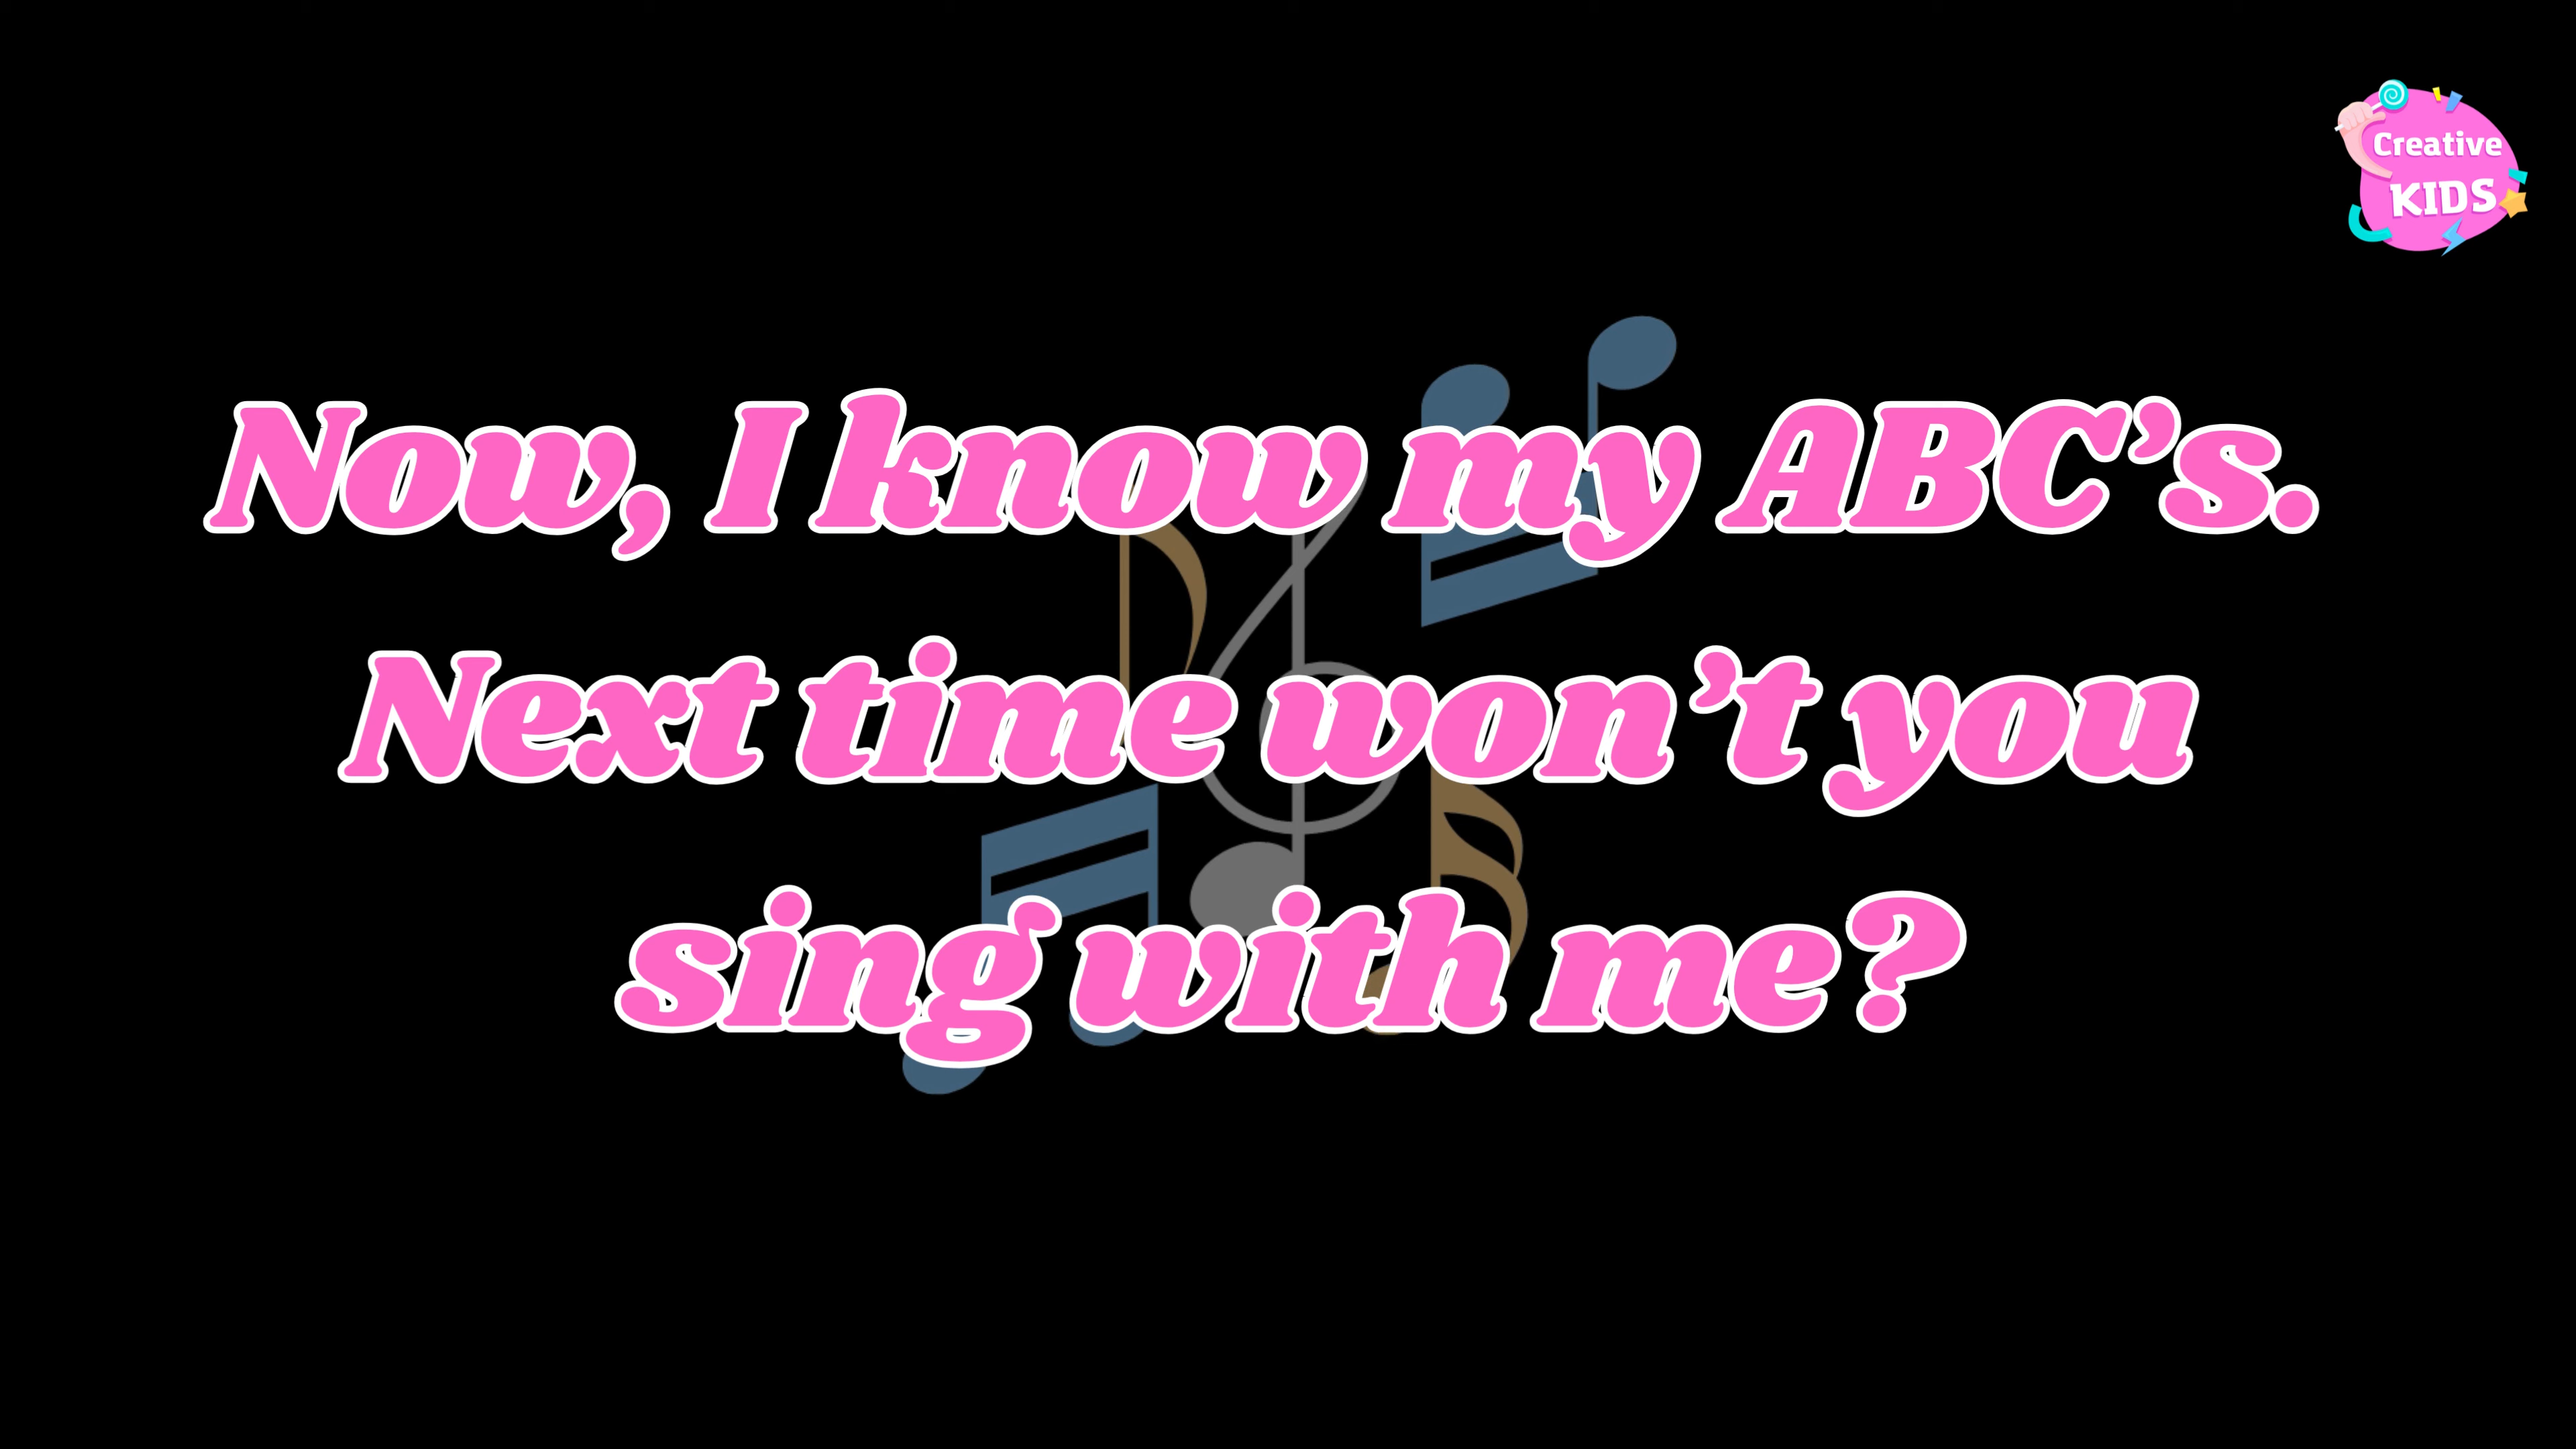 Creative
KIDS
Now, I know my ABC’s.
Next time won’t you
sing with me?